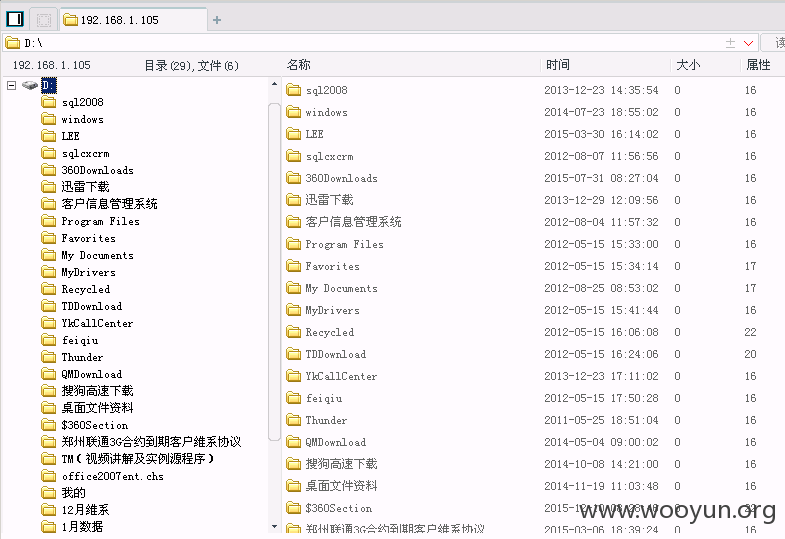 192.168.1.105
D:\
读
192.168.1.105 目录(29),文件(6) 名称 时间 大小 属性
D:
sql2008
windows
LEE
sqlcxcrm
360Downloads
迅雷下载
客户信息管理系统
Program Files
Favorites
My Documents
MyDrivers
Recycled
TDDownload
YkCallCenter
feiqiu
Thunder
QMDownload
搜狗高速下载
桌面文件资料
$360Section
郑州联通3G合约到期客户维系协议
TM(视频讲解及实例源程序)
office2007ent.chs
我的
12月维系
1月数据
sql2008 2013-12-23 14:35:54 0 16
windows 2014-07-23 18:55:02 0 16
LEE 2015-03-30 16:14:02 0 16
sqlcxcrm 2012-08-07 11:56:56 0 16
360Downloads 2015-07-31 08:27:04 0 16
迅雷下载 2013-12-29 12:09:56 0 16
客户信息管理系统 2012-08-04 11:57:32 0 16
Program Files 2012-05-15 15:33:00 0 16
Favorites 2012-05-15 15:34:14 0 17
My Documents 2012-08-25 08:53:02 0 17
MyDrivers 2012-05-15 15:41:44 0 16
Recycled 2012-05-15 16:06:08 0 22
TDDownload 2012-05-15 16:24:06 0 20
YkCallCenter 2013-12-23 17:11:02 0 16
feiqiu 2012-05-15 17:50:28 0 16
Thunder 2011-05-25 18:51:04 0 16
QMDownload 2014-05-04 09:00:02 0 16
搜狗高速下载 2014-10-08 14:21:00 0 16
桌面文件资料 2014-11-19 11:03:48 0 16
$360Section 0 22
www.wooyun.org
郑州联通3G合约到期客户维系协议 2015-03-06 18:39:24 0 16